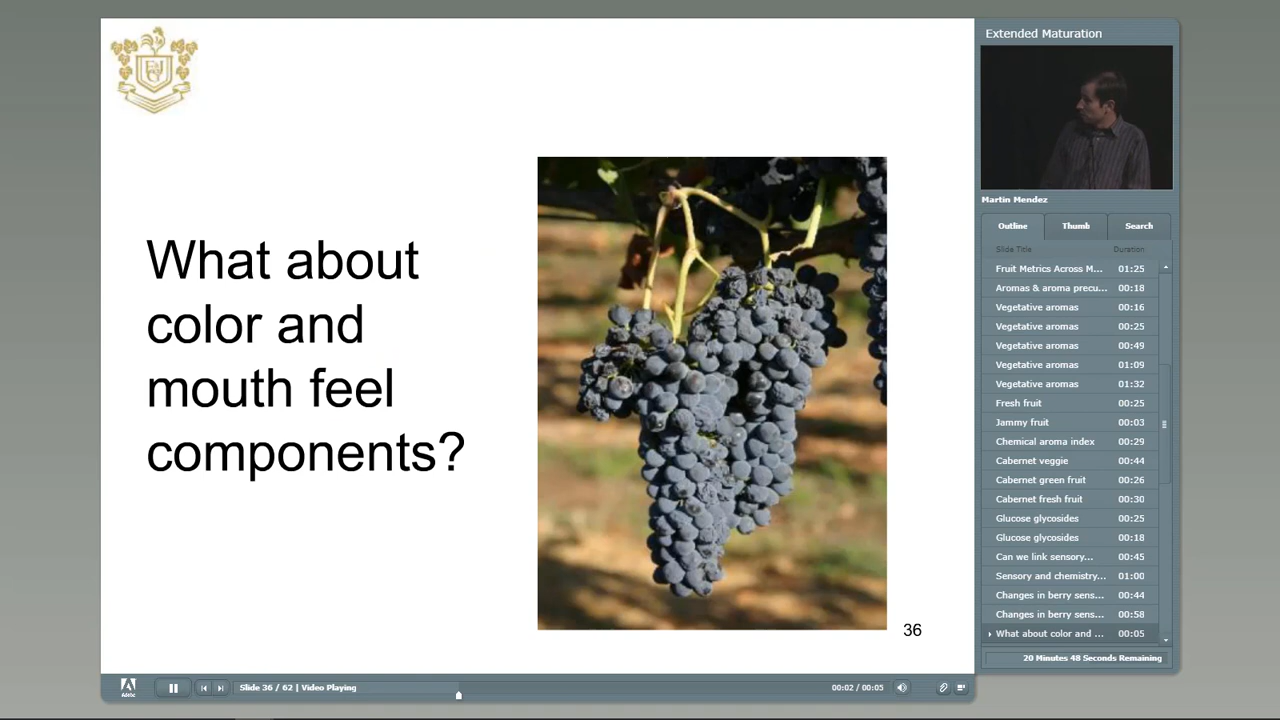 What about
color and
mouth feel
components?
36
Extended Maturation
Martin Mendez
Outline Thumb Search
Slide Title Duration
Fruit Metrics Across M... 01:25
Aromas & aroma precu... 00:18
Vegetative aromas 00:16
Vegetative aromas 00:25
Vegetative aromas 00:49
Vegetative aromas 01:09
Vegetative aromas 01:32
Fresh fruit 00:25
Jammy fruit 00:03
Chemical aroma index 00:29
Cabernet veggie 00:44
Cabernet green fruit 00:26
Cabernet fresh fruit 00:30
Glucose glycosides 00:25
Glucose glycosides 00:18
Can we link sensory... 00:45
Sensory and chemistry... 01:00
Changes in berry sens... 00:44
Changes in berry sens... 00:58
What about color and ... 00:05
20 Minutes 48 Seconds Remaining
Adobe
Slide 36 / 62 | Video Playing 00:02 / 00:05